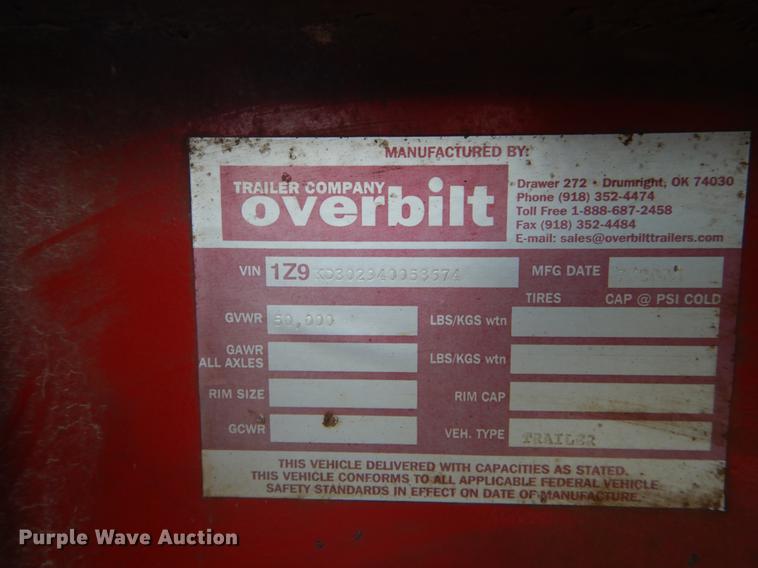 MANUFACTURED BY:
TRAILER COMPANY
overbilt
Drawer 272 • Drumright, OK 74030
Phone (918) 352-4474
Toll Free 1-888-687-2458
Fax (918) 352-4484
E-mail: sales@overbilttrailers.com
VIN 1Z9 MFG DATE
TIRES CAP @ PSI COLD
GVWR 50,000 LBS/KGS wtn
GAWR
ALL AXLES LBS/KGS wtn
RIM SIZE RIM CAP
GCWR VEH. TYPE TRAILER
THIS VEHICLE DELIVERED WITH CAPACITIES AS STATED.
THIS VEHICLE CONFORMS TO ALL APPLICABLE FEDERAL VEHICLE
SAFETY STANDARDS IN EFFECT ON DATE OF MANUFACTURE.
Purple Wave Auction